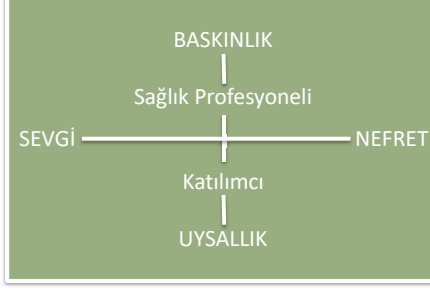 BASKINLIK
Sağlık Profesyoneli
SEVGİ NEFRET
Katılımcı
UYSALLIK